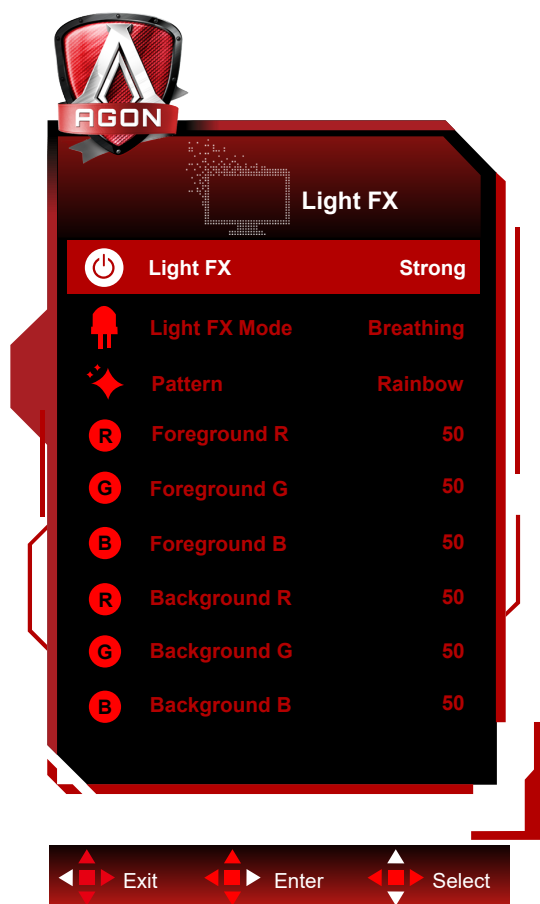 AGON
Light FX
Light FX Strong
Light FX Mode Breathing
Pattern Rainbow
R Foreground R 50
G Foreground G 50
B Foreground B 50
R Background R 50
G Background G 50
B Background B 50
Exit Enter Select